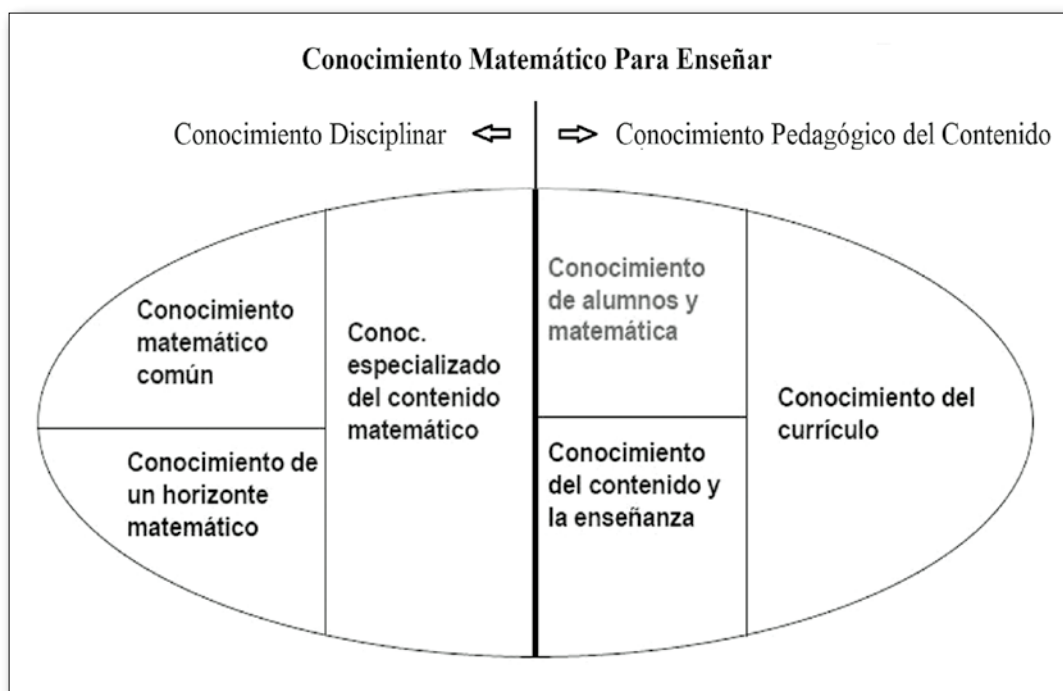 Conocimiento Matemático Para Enseñar
Conocimiento Disciplinar
Conocimiento Pedagógico del Contenido
Conocimiento
matemático
común
Conocimiento de
un horizonte
matemático
Conoc.
especializado
del contenido
matemático
Conocimiento
de alumnos y
matemática
Conocimiento
del contenido y
la enseñanza
Conocimiento del
currículo